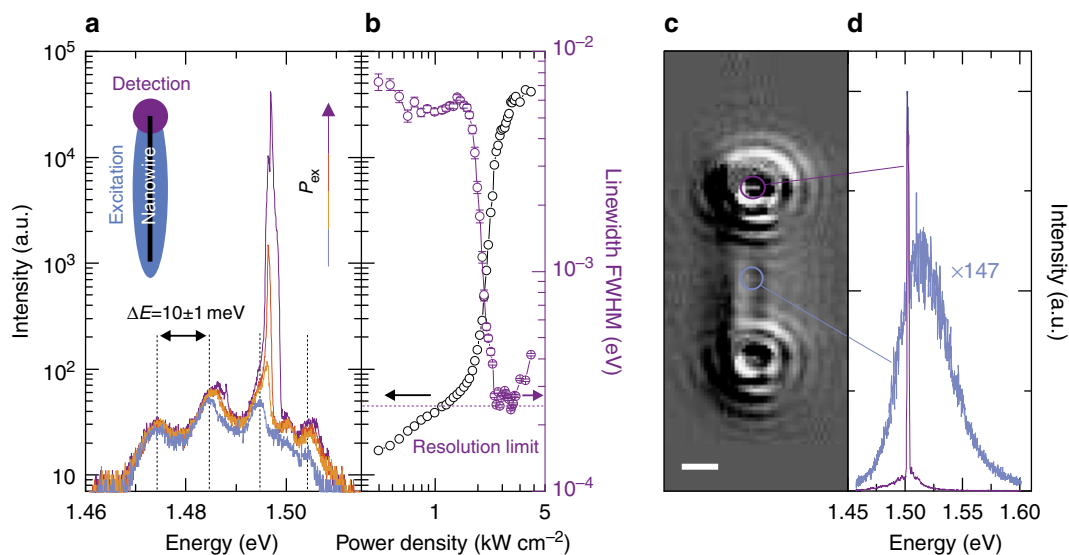 a
b
c
d
10⁵
10⁴
10³
10²
10
Intensity (a.u.)
Detection
Excitation
Nanowire
P_ex
ΔE=10±1 meV
1.46
1.48
1.50
Energy (eV)
10⁻²
10⁻³
10⁻⁴
Linewidth FWHM (eV)
Resolution limit
1
5
Power density (kW cm⁻²)
×147
Intensity (a.u.)
1.45
1.50
1.55
1.60
Energy (eV)